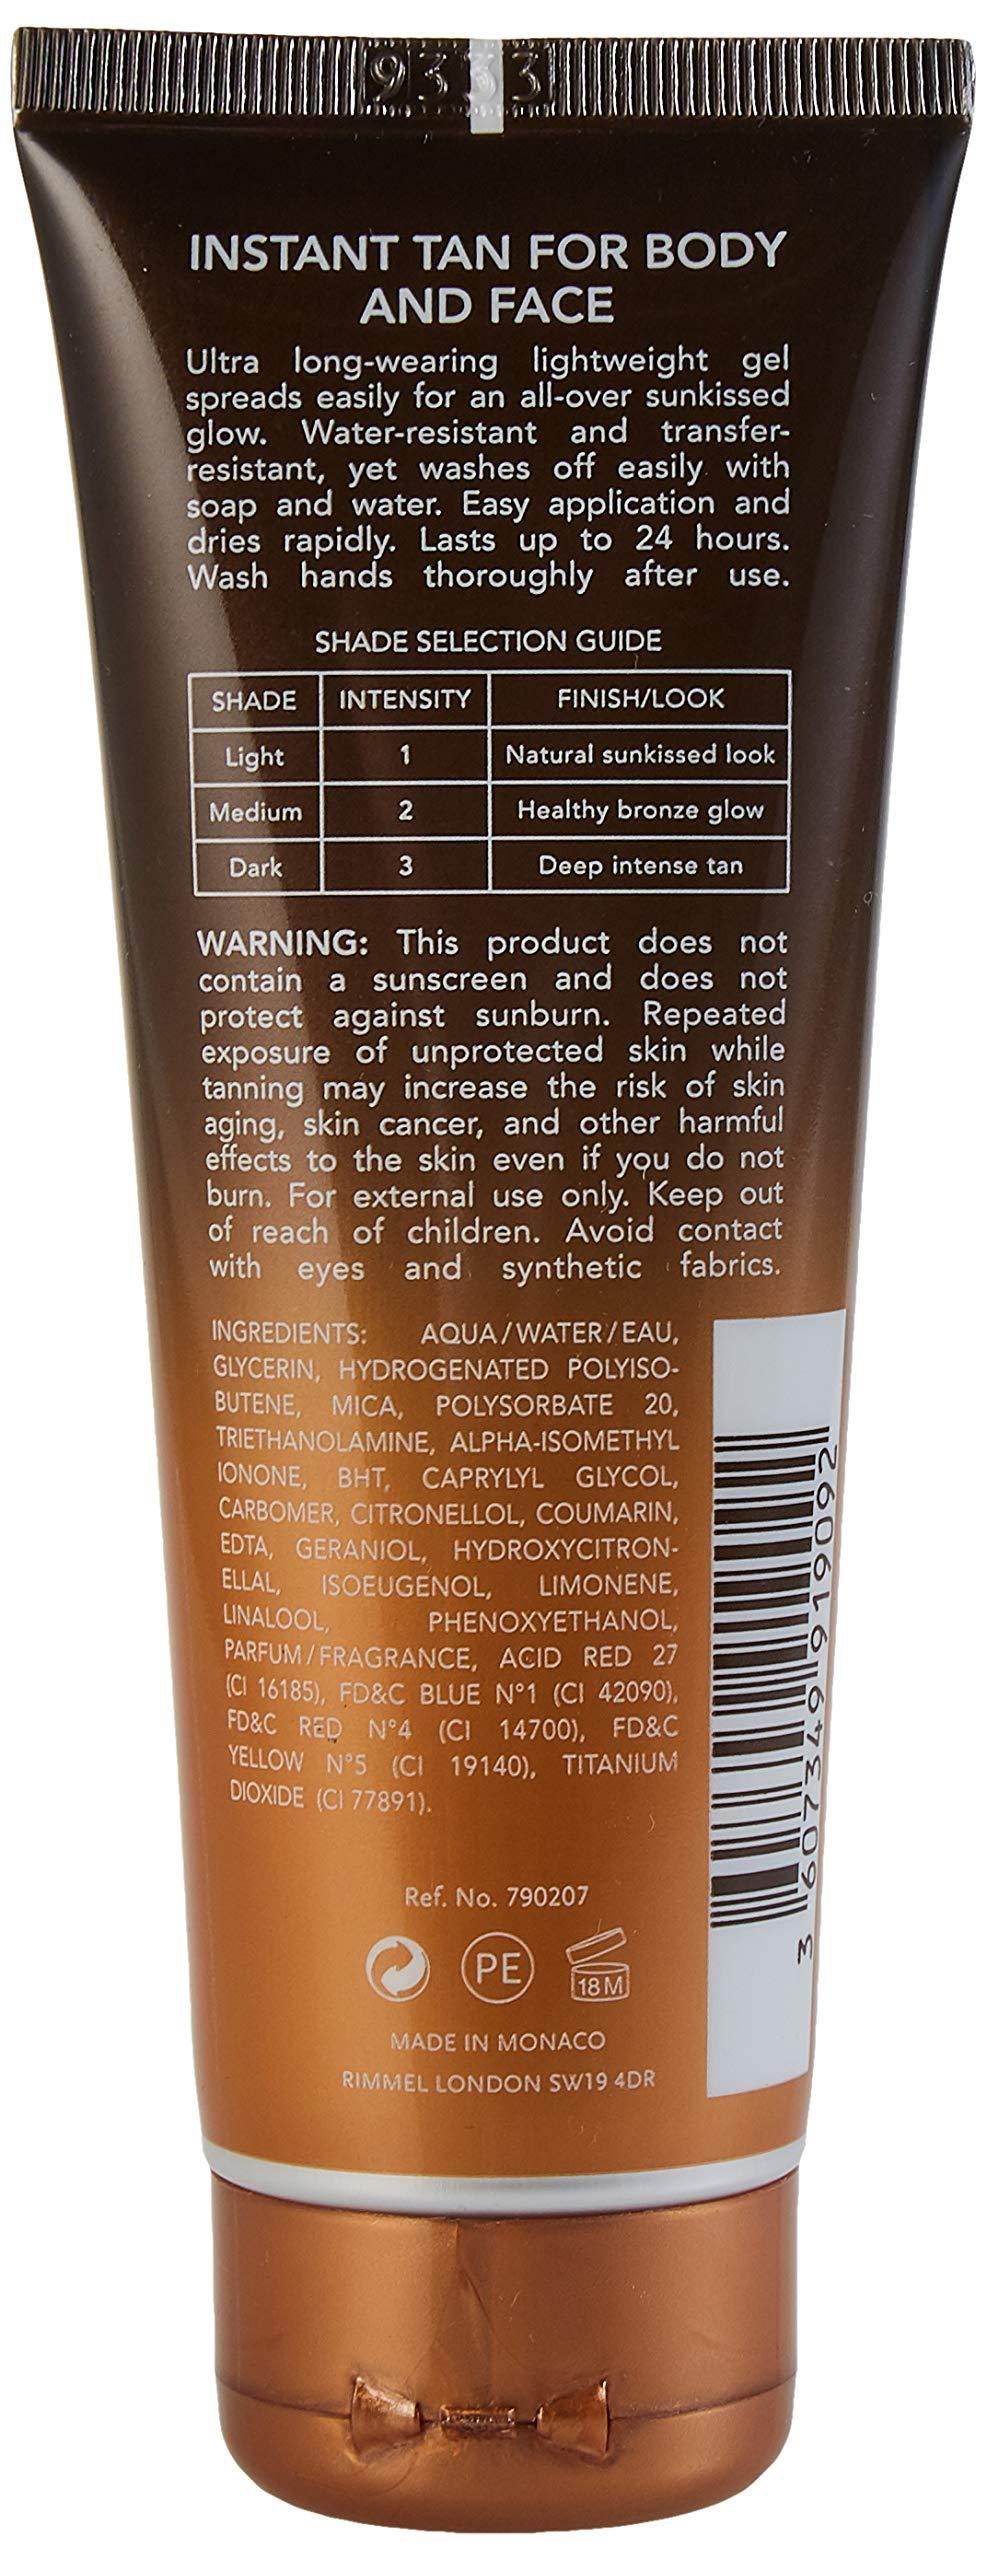 9333
INSTANT TAN FOR BODY
AND FACE
Ultra long-wearing lightweight gel
spreads easily for an all-over sunkissed
glow. Water-resistant and transfer-
resistant, yet washes off easily with
soap and water. Easy application and
dries rapidly. Lasts up to 24 hours.
Wash hands thoroughly after use.
SHADE SELECTION GUIDE
SHADE INTENSITY FINISH/LOOK
Light 1 Natural sunkissed look
Medium 2 Healthy bronze glow
Dark 3 Deep intense tan
WARNING: This product does not
contain a sunscreen and does not
protect against sunburn. Repeated
exposure of unprotected skin while
tanning may increase the risk of skin
aging, skin cancer, and other harmful
effects to the skin even if you do not
burn. For external use only. Keep out
of reach of children. Avoid contact
with eyes and synthetic fabrics.
INGREDIENTS: AQUA/WATER/EAU,
GLYCERIN, HYDROGENATED POLYISO-
BUTENE, MICA, POLYSORBATE 20,
TRIETHANOLAMINE, ALPHA-ISOMETHYL
IONONE, BHT, CAPRYLYL GLYCOL,
CARBOMER, CITRONELLOL, COUMARIN,
EDTA, GERANIOL, HYDROXYCITRON-
ELLAL, ISOEUGENOL, LIMONENE,
LINALOOL, PHENOXYETHANOL,
PARFUM/FRAGRANCE, ACID RED 27
(CI 16185), FD&C BLUE N°1 (CI 42090),
FD&C RED N°4 (CI 14700), FD&C
YELLOW N°5 (CI 19140), TITANIUM
DIOXIDE (CI 77891).
3 607349 919092
Ref. No. 790207
PE
18M
MADE IN MONACO
RIMMEL LONDON SW19 4DR